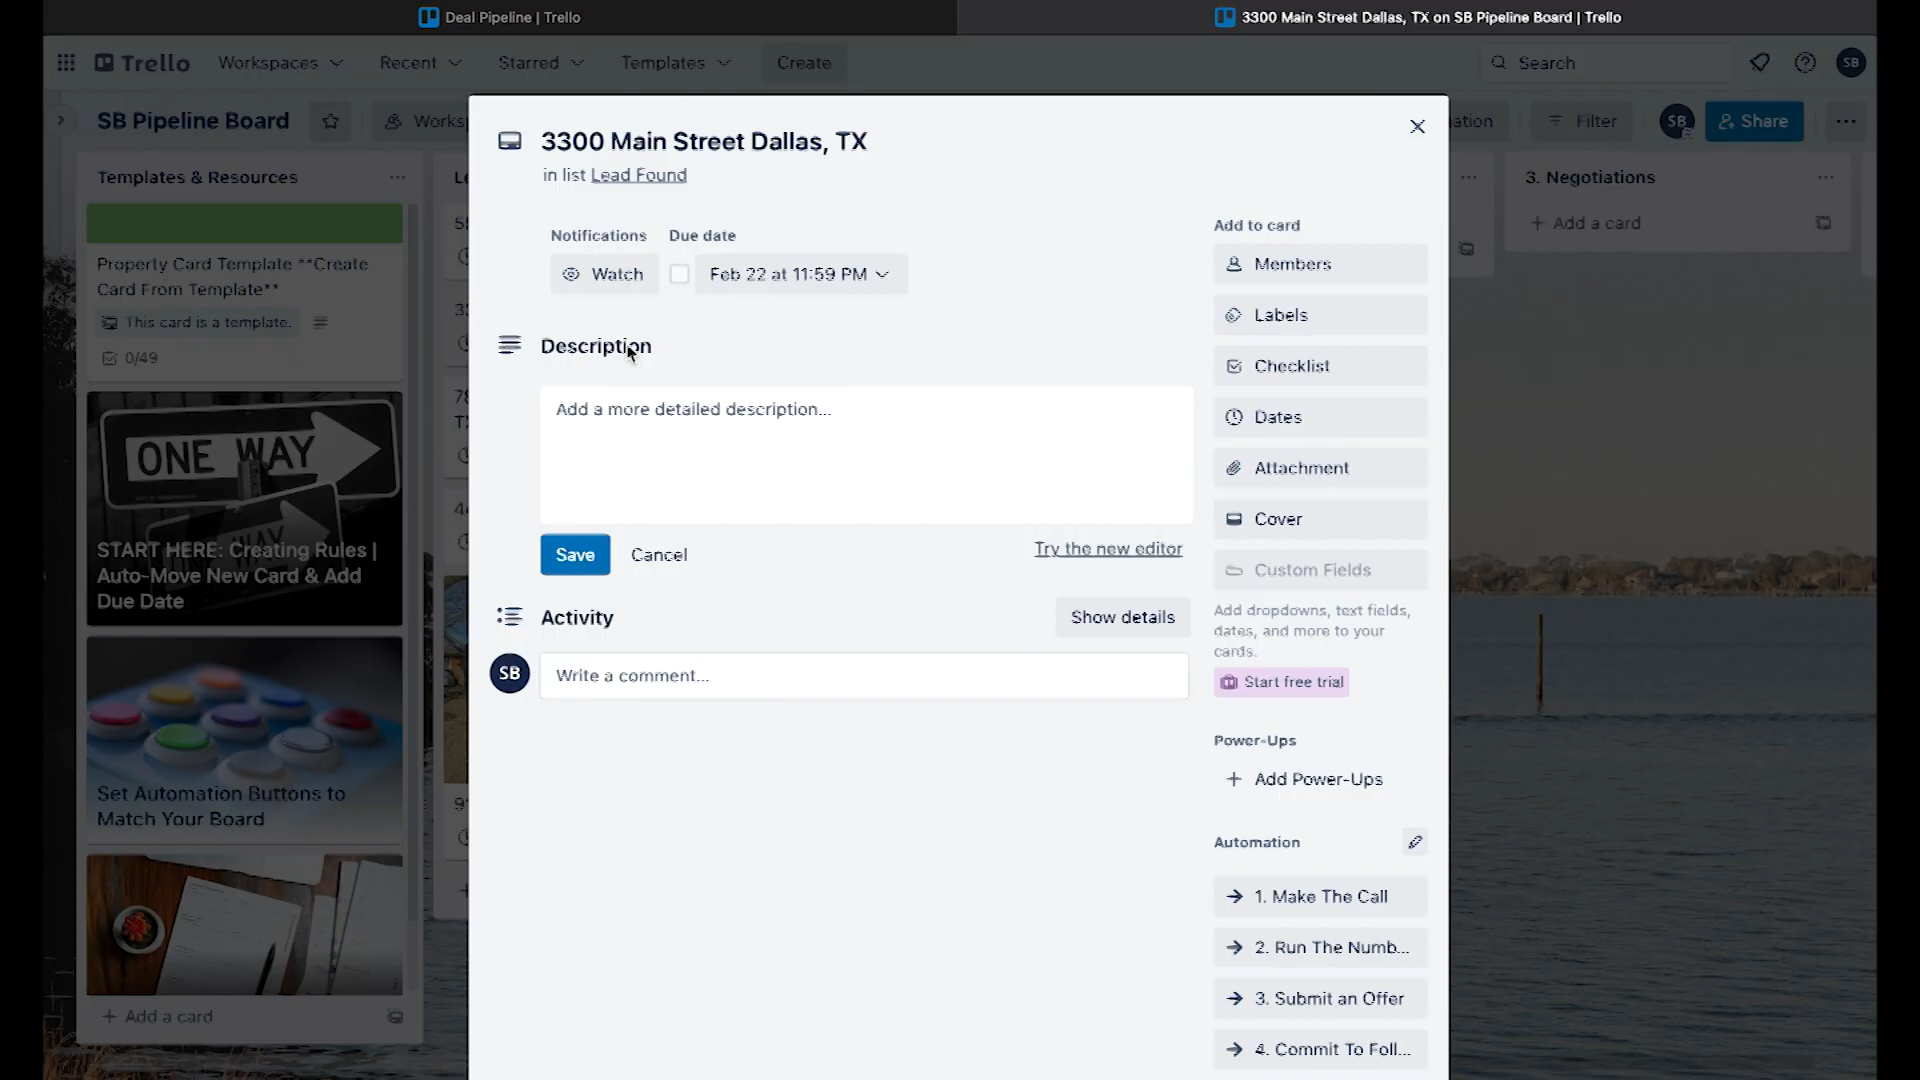 Deal Pipeline | Trello
3300 Main Street Dallas, TX on SB Pipeline Board | Trello
Trello
Workspaces
Recent
Starred
Templates
Create
Search
SB
SB Pipeline Board
Worksp
ation
Filter
SB
Share
Templates & Resources
Property Card Template **Create
Card From Template**
This card is a template.
0/49
ONE WAY
START HERE: Creating Rules |
Auto-Move New Card & Add
Due Date
Set Automation Buttons to
Match Your Board
+ Add a card
Le
3300 Main Street Dallas, TX
in list Lead Found
Notifications
Due date
Watch
Feb 22 at 11:59 PM
Description
Add a more detailed description...
Save
Cancel
Try the new editor
Activity
Show details
SB
Write a comment...
Add to card
Members
Labels
Checklist
Dates
Attachment
Cover
Custom Fields
Add dropdowns, text fields,
dates, and more to your
cards.
Start free trial
Power-Ups
+ Add Power-Ups
Automation
→ 1. Make The Call
→ 2. Run The Numb...
→ 3. Submit an Offer
→ 4. Commit To Foll...
3. Negotiations
+ Add a card